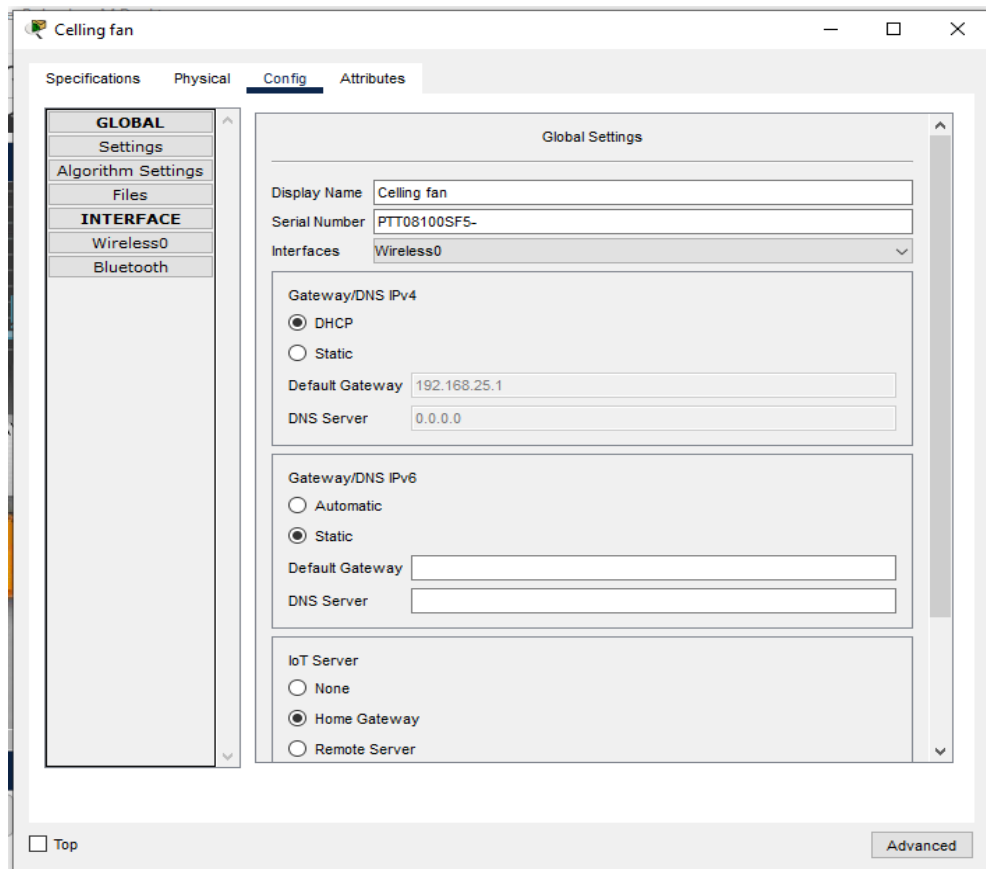 Celling fan
Specifications Physical Config Attributes
GLOBAL
Settings
Algorithm Settings
Files
INTERFACE
Wireless0
Bluetooth
Global Settings
Display Name Celling fan
Serial Number PTT08100SF5-
Interfaces Wireless0
Gateway/DNS IPv4
DHCP
Static
Default Gateway 192.168.25.1
DNS Server 0.0.0.0
Gateway/DNS IPv6
Automatic
Static
Default Gateway
DNS Server
IoT Server
None
Home Gateway
Remote Server
Top
Advanced